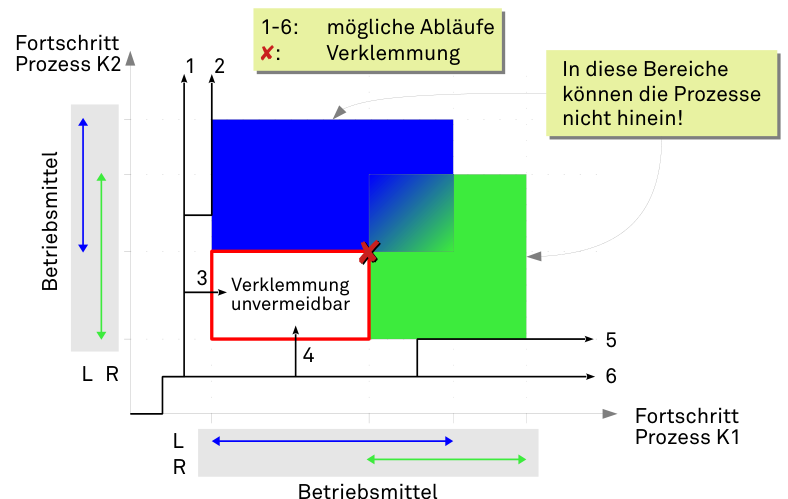 1-6: mögliche Abläufe
✘: Verklemmung
Fortschritt
Prozess K2
1
2
In diese Bereiche
können die Prozesse
nicht hinein!
Betriebsmittel
3
Verklemmung
unvermeidbar
4
5
L R
6
Fortschritt
Prozess K1
L
R
Betriebsmittel